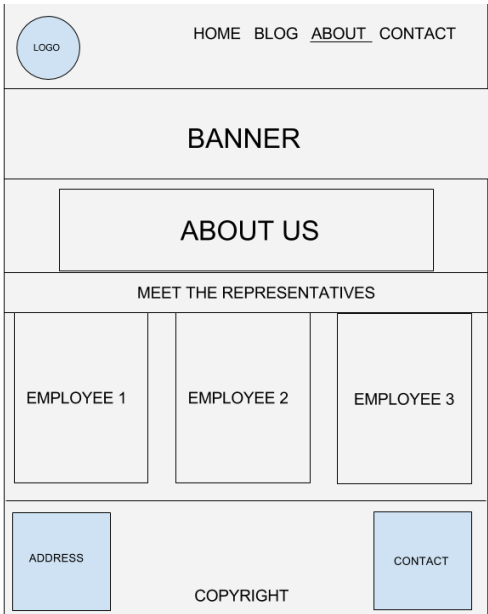 HOME BLOG ABOUT CONTACT
LOGO
BANNER
ABOUT US
MEET THE REPRESENTATIVES
EMPLOYEE 1
EMPLOYEE 2
EMPLOYEE 3
ADDRESS
CONTACT
COPYRIGHT